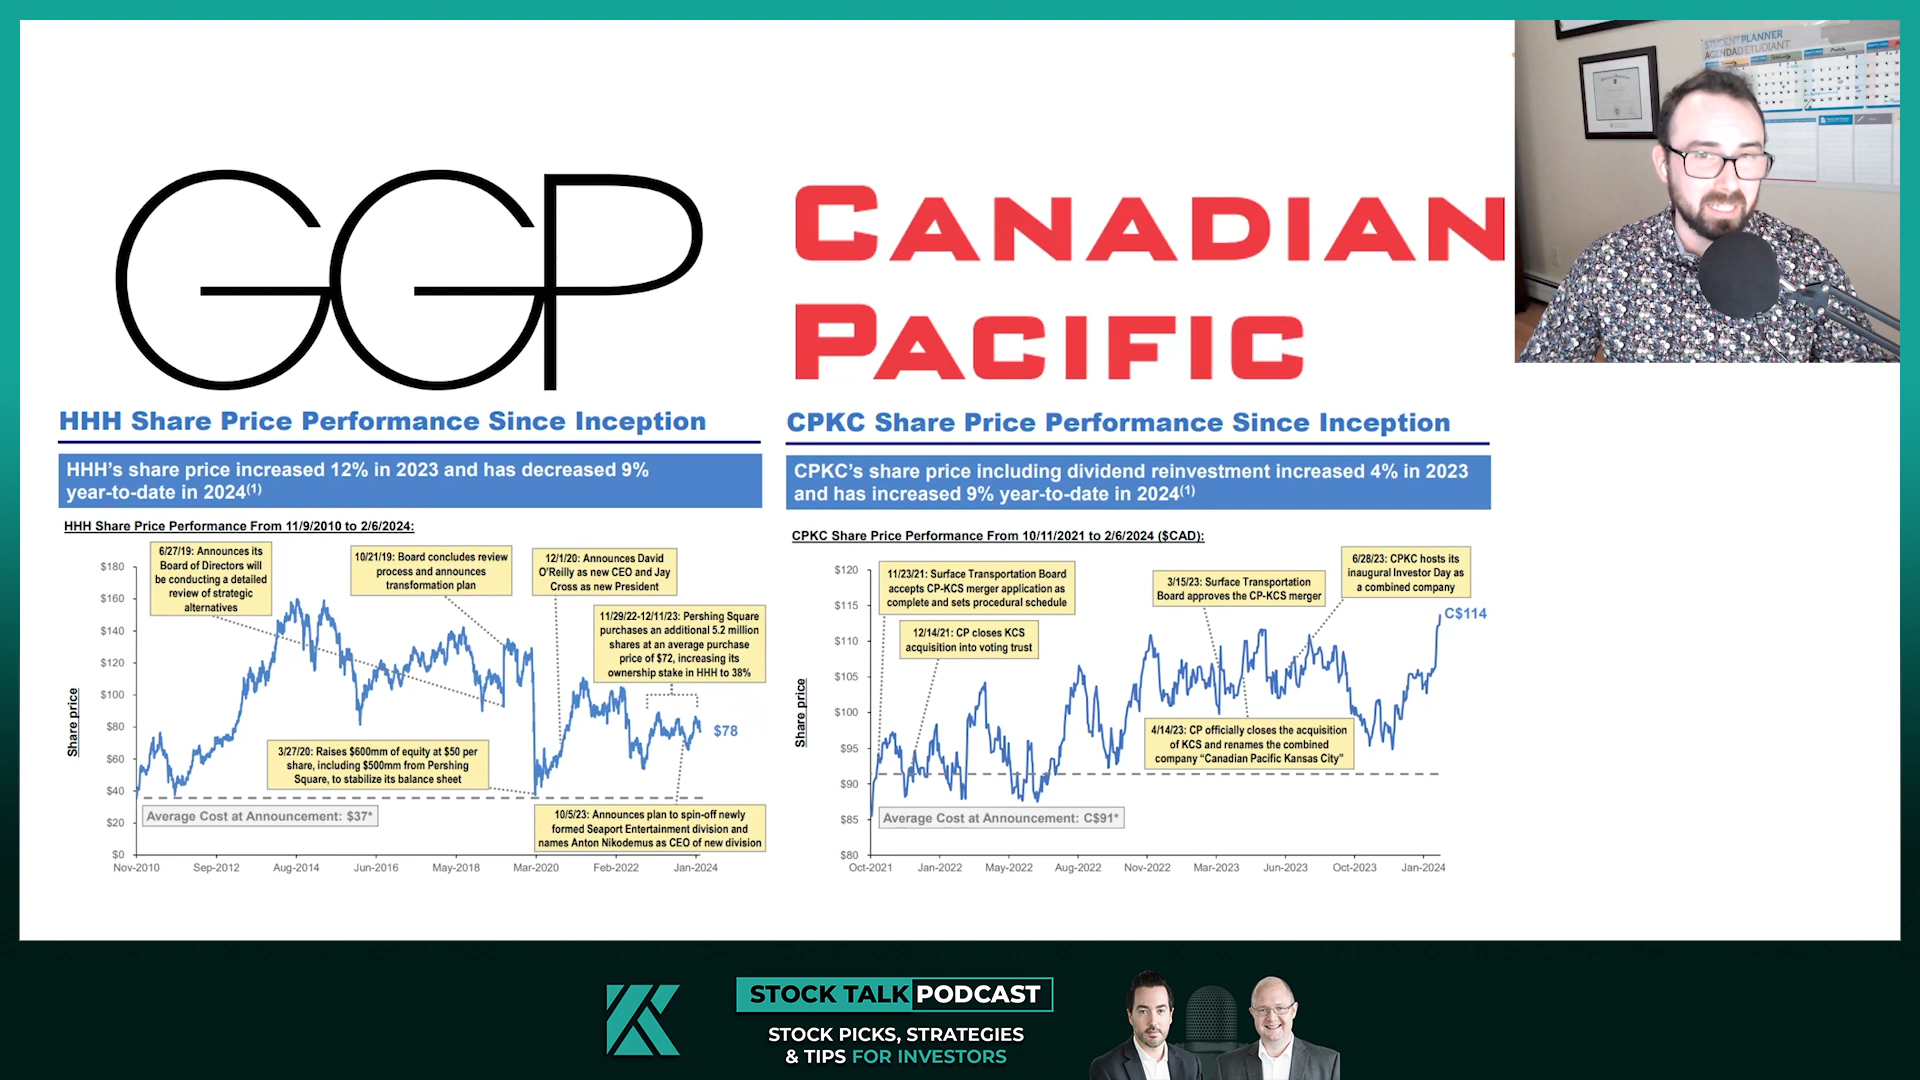 GGP
CANADIAN
PACIFIC
STUDENT PLANNER
AGENDA D'ETUDIANT
HHH Share Price Performance Since Inception
HHH's share price increased 12% in 2023 and has decreased 9%
year-to-date in 2024(1)
HHH Share Price Performance From 11/9/2010 to 2/6/2024:
6/27/19: Announces its
Board of Directors will
be conducting a detailed
review of strategic
alternatives
10/21/19: Board concludes review
process and announces
transformation plan
12/1/20: Announces David
O'Reilly as new CEO and Jay
Cross as new President
11/29/22-12/11/23: Pershing Square
purchases an additional 5.2 million
shares at an average purchase
price of $72, increasing its
ownership stake in HHH to 38%
3/27/20: Raises $600mm of equity at $50 per
share, including $500mm from Pershing
Square, to stabilize its balance sheet
10/5/23: Announces plan to spin-off newly
formed Seaport Entertainment division and
names Anton Nikodemus as CEO of new division
Average Cost at Announcement: $37*
$78
Share price
$180
$160
$140
$120
$100
$80
$60
$40
$20
$0
Nov-2010 Sep-2012 Aug-2014 Jun-2016 May-2018 Mar-2020 Feb-2022 Jan-2024
CPKC Share Price Performance Since Inception
CPKC's share price including dividend reinvestment increased 4% in 2023
and has increased 9% year-to-date in 2024(1)
CPKC Share Price Performance From 10/11/2021 to 2/6/2024 ($CAD):
11/23/21: Surface Transportation Board
accepts CP-KCS merger application as
complete and sets procedural schedule
12/14/21: CP closes KCS
acquisition into voting trust
3/15/23: Surface Transportation
Board approves the CP-KCS merger
6/28/23: CPKC hosts its
inaugural Investor Day as
a combined company
4/14/23: CP officially closes the acquisition
of KCS and renames the combined
company "Canadian Pacific Kansas City"
Average Cost at Announcement: C$91*
C$114
Share price
$120
$115
$110
$105
$100
$95
$90
$85
$80
Oct-2021 Jan-2022 May-2022 Aug-2022 Nov-2022 Mar-2023 Jun-2023 Oct-2023 Jan-2024
STOCK TALK PODCAST
STOCK PICKS, STRATEGIES
& TIPS FOR INVESTORS